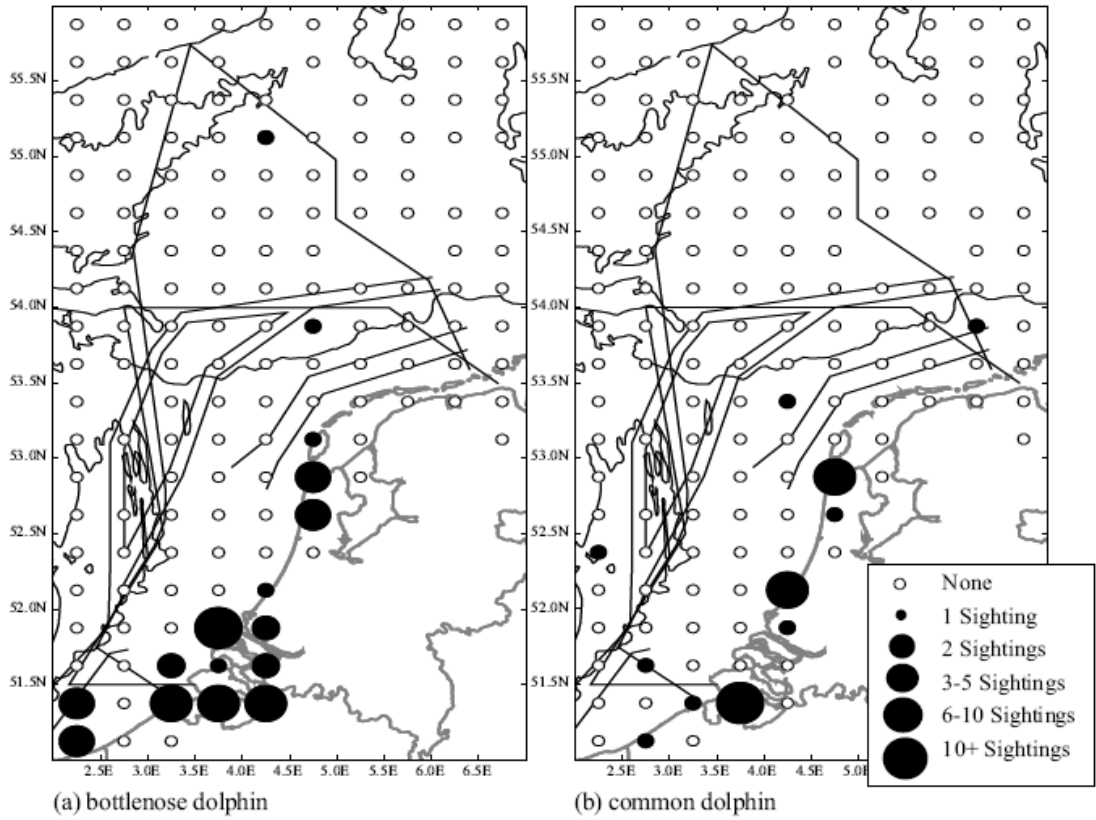 55.5N
55.0N
54.5N
54.0N
53.5N
53.0N
52.5N
52.0N
51.5N
2.5E 3.0E 3.5E 4.0E 4.5E 5.0E 5.5E 6.0E 6.5E
(a) bottlenose dolphin
55.5N
55.0N
54.5N
54.0N
53.5N
53.0N
52.5N
52.0N
51.5N
2.5E 3.0E 3.5E 4.0E 4.5E
(b) common dolphin
None
1 Sighting
2 Sightings
3-5 Sightings
6-10 Sightings
10+ Sightings